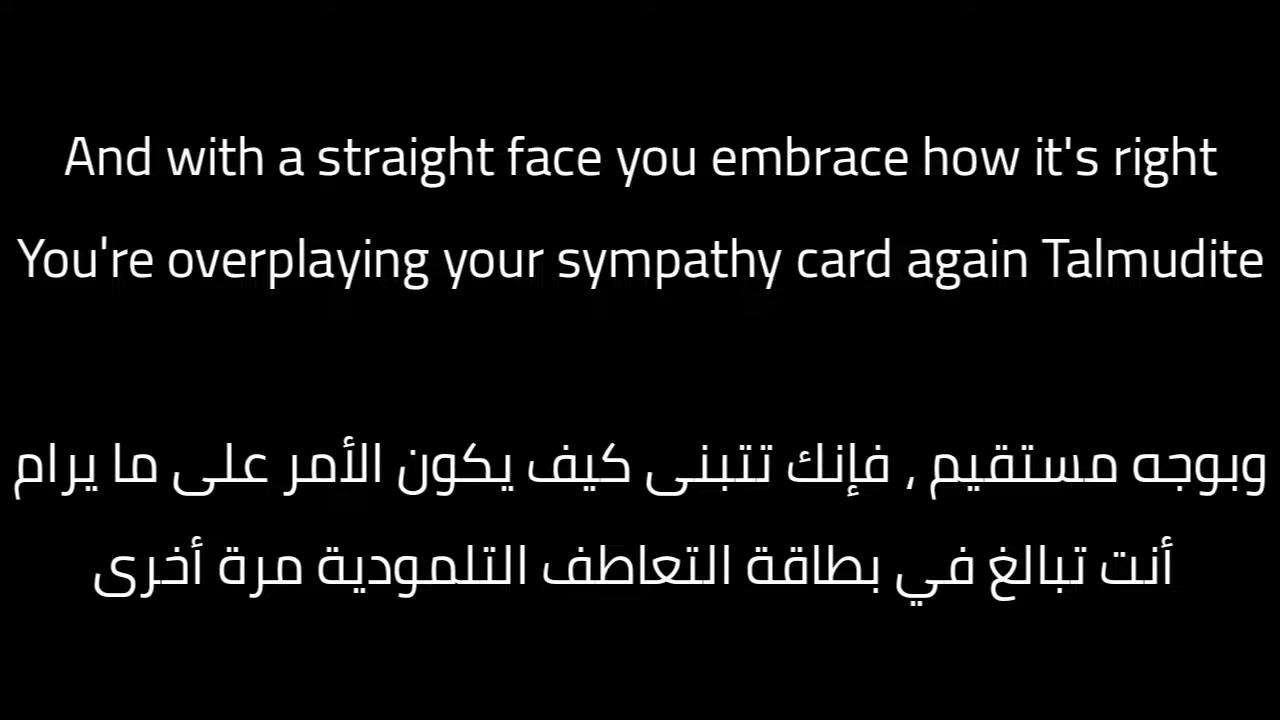 And with a straight face you embrace how it's right
You're overplaying your sympathy card again Talmudite
وبوجه مستقيم , فإنك تتبنى كيف يكون الأمر على ما يرام
أنت تبالغ في بطاقة التعاطف التلمودية مرة أخرى